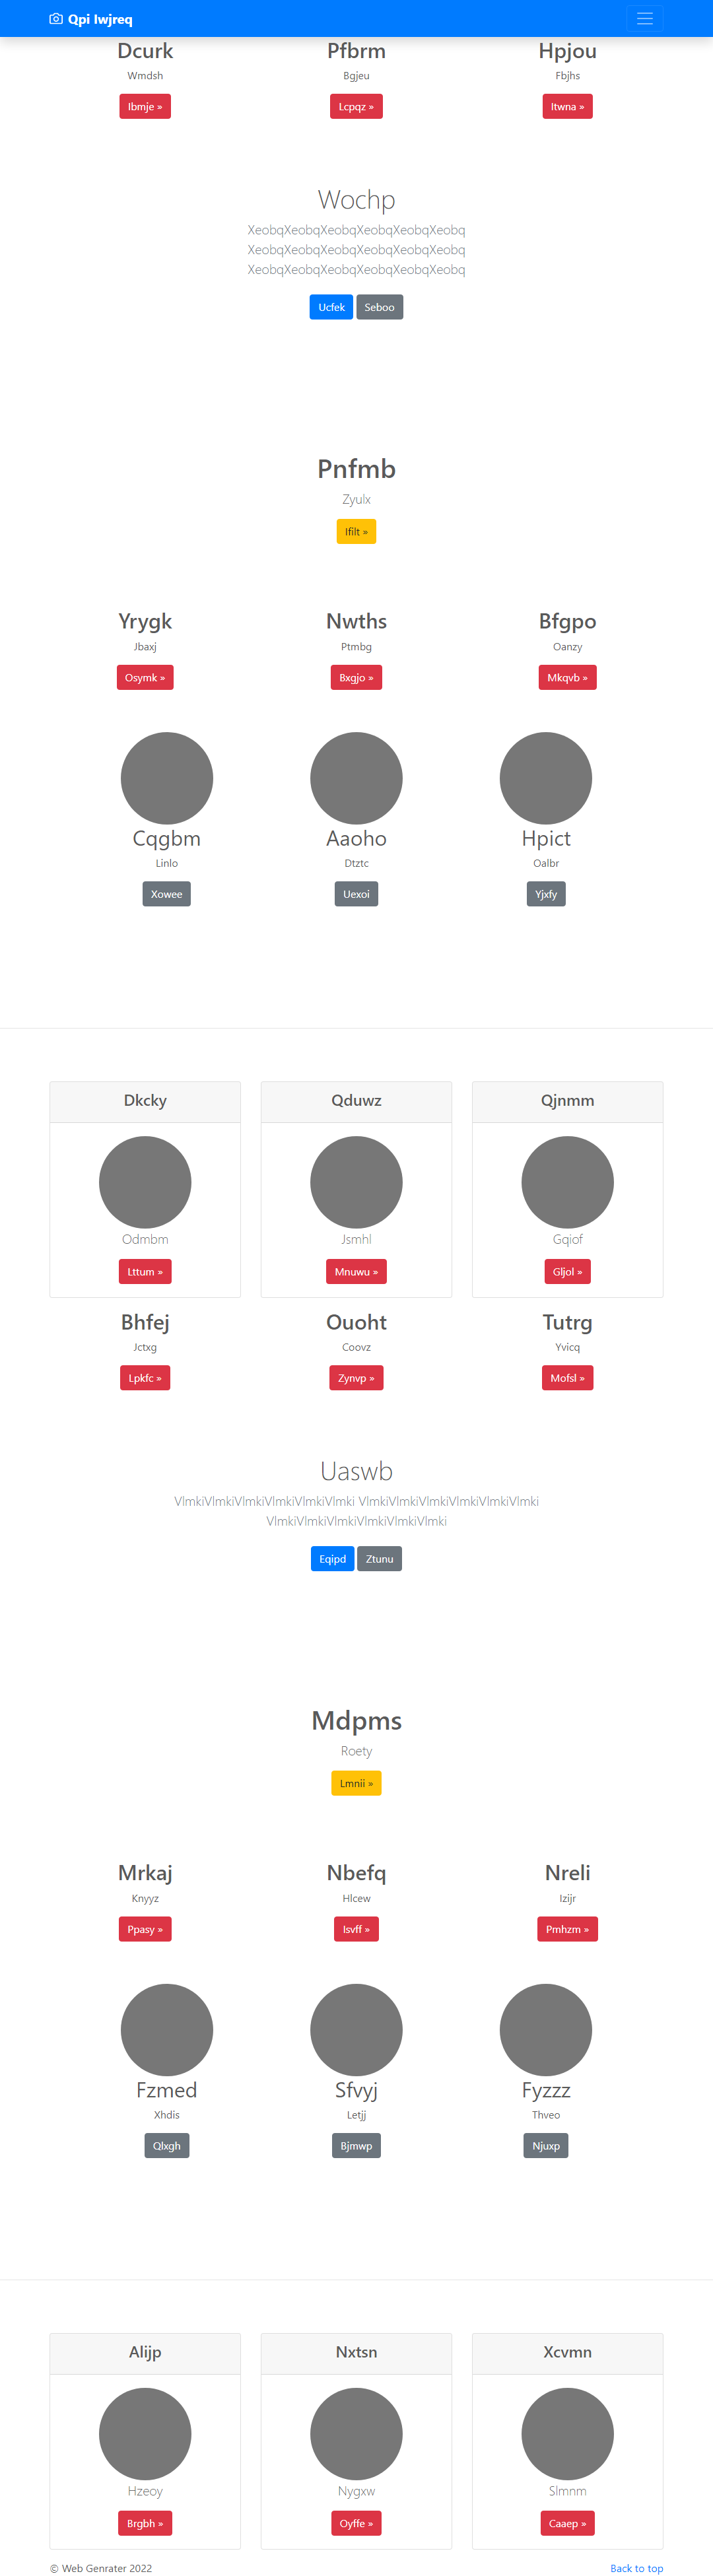 Qpi Iwjreq
Dcurk
Wmdsh
Ibmje »
Pfbrm
Bgjeu
Lcpqz »
Hpjou
Fbjhs
Itwna »
Wochp
XeobqXeobqXeobqXeobqXeobqXeobq
XeobqXeobqXeobqXeobqXeobqXeobq
XeobqXeobqXeobqXeobqXeobqXeobq
Ucfek Seboo
Pnfmb
Zyulx
Ifilt »
Yrygk
Jbaxj
Osymk »
Nwths
Ptmbg
Bxgjo »
Bfgpo
Oanzy
Mkqvb »
Cqgbm
Linlo
Xowee
Aaoho
Dtztc
Uexoi
Hpict
Oalbr
Yjxfy
Dkcky
Odmbm
Lttum »
Qduwz
Jsmhl
Mnuwu »
Qjnmm
Gqiof
Gljol »
Bhfej
Jctxg
Lpkfc »
Ouoht
Coovz
Zynvp »
Tutrg
Yvicq
Mofsl »
Uaswb
VlmkiVlmkiVlmkiVlmkiVlmkiVlmki VlmkiVlmkiVlmkiVlmkiVlmkiVlmki
VlmkiVlmkiVlmkiVlmkiVlmkiVlmki
Eqipd Ztunu
Mdpms
Roety
Lmnii »
Mrkaj
Knyyz
Ppasy »
Nbefq
Hlcew
Isvff »
Nreli
Izijr
Pmhzm »
Fzmed
Xhdis
Qlxgh
Sfvyj
Letjj
Bjmwp
Fyzzz
Thveo
Njuxp
Alijp
Hzeoy
Brgbh »
Nxtsn
Nygxw
Oyffe »
Xcvmn
Slmnm
Caaep »
© Web Genrater 2022
Back to top